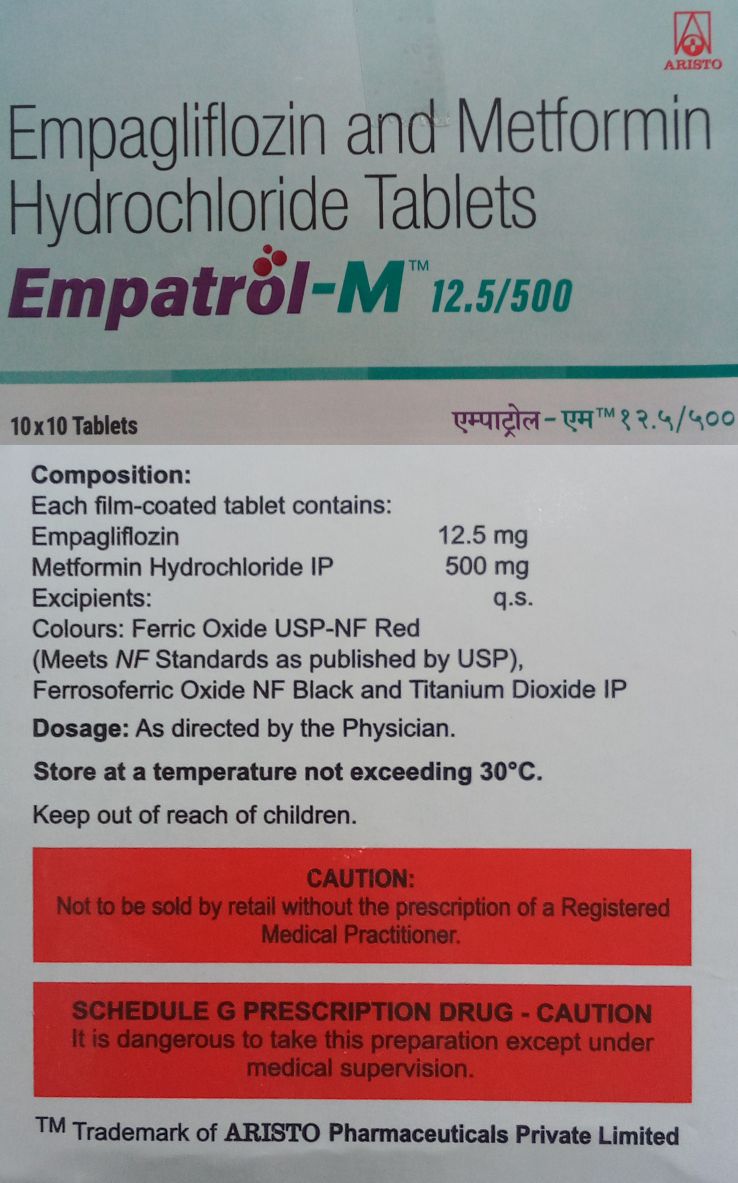 ARISTO
Empagliflozin and Metformin
Hydrochloride Tablets
Empatrol-M™ 12.5/500
10x10 Tablets
एम्पाट्रोल-एम™ १२.५/५००
Composition:
Each film-coated tablet contains:
Empagliflozin 12.5 mg
Metformin Hydrochloride IP 500 mg
Excipients: q.s.
Colours: Ferric Oxide USP-NF Red
(Meets NF Standards as published by USP),
Ferrosoferric Oxide NF Black and Titanium Dioxide IP
Dosage: As directed by the Physician.
Store at a temperature not exceeding 30°C.
Keep out of reach of children.
CAUTION:
Not to be sold by retail without the prescription of a Registered
Medical Practitioner.
SCHEDULE G PRESCRIPTION DRUG - CAUTION
It is dangerous to take this preparation except under
medical supervision.
TM Trademark of ARISTO Pharmaceuticals Private Limited